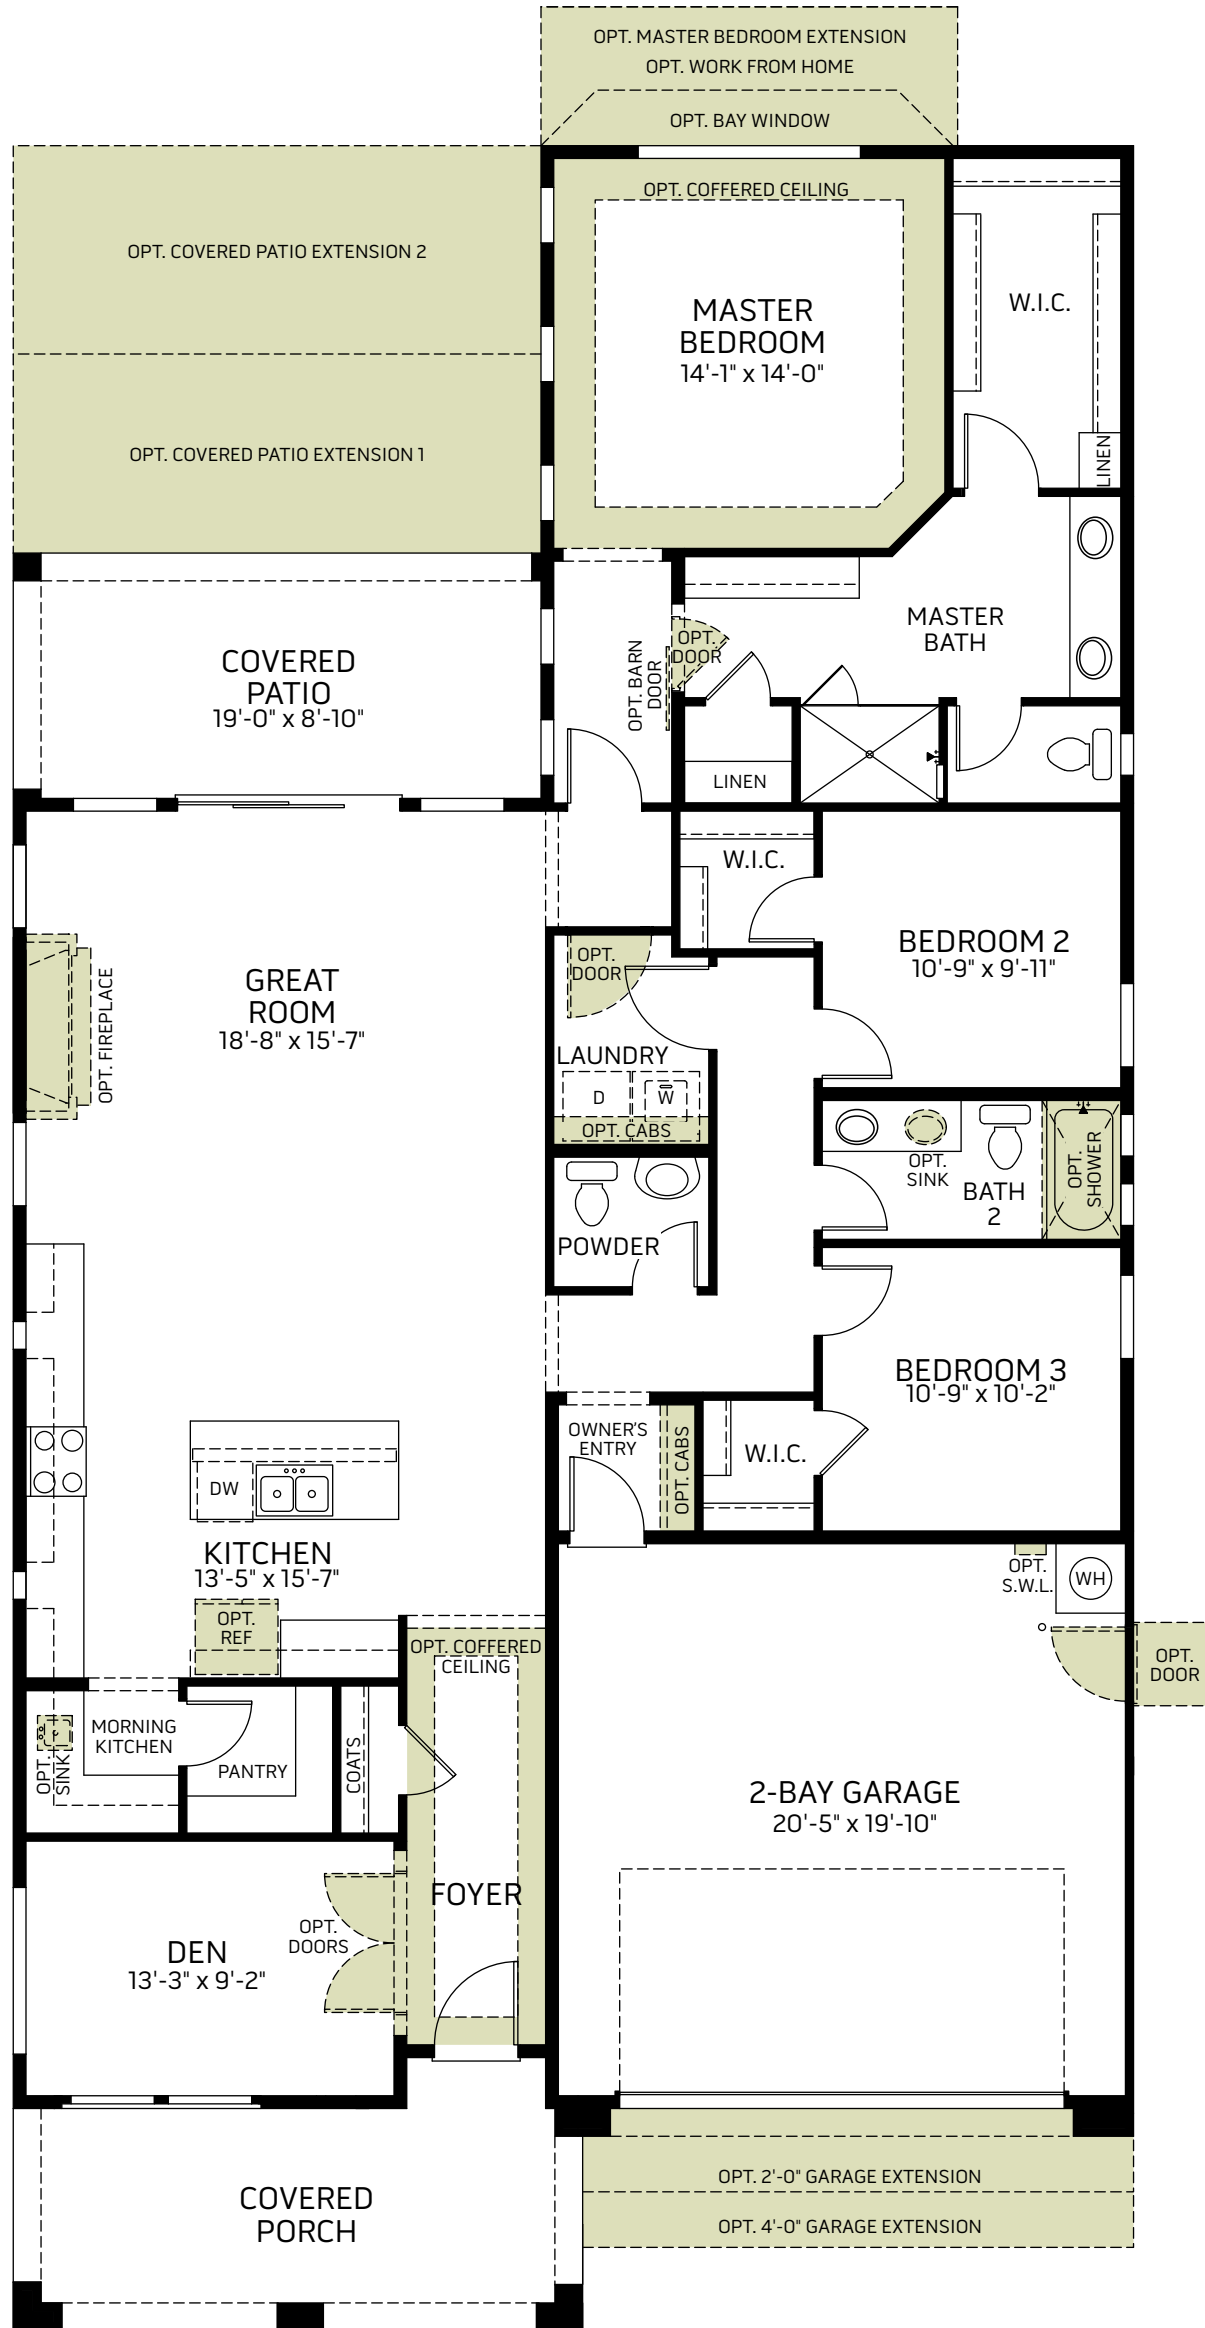 OPT. MASTER BEDROOM EXTENSION
OPT. WORK FROM HOME
OPT. BAY WINDOW
OPT. COFFERED CEILING
OPT. COVERED PATIO EXTENSION 2
MASTER
BEDROOM
14'-1" x 14'-0"
W.I.C.
OPT. COVERED PATIO EXTENSION 1
LINEN
COVERED
PATIO
19'-0" x 8'-10"
OPT. BARN
DOOR
OPT.
DOOR
MASTER
BATH
LINEN
W.I.C.
BEDROOM 2
10'-9" x 9'-11"
GREAT
ROOM
18'-8" x 15'-7"
OPT. FIREPLACE
OPT.
DOOR
LAUNDRY
D
W
OPT. CABS
OPT.
SINK
BATH
2
OPT.
SHOWER
POWDER
BEDROOM 3
10'-9" x 10'-2"
OWNER'S
ENTRY
OPT. CABS
W.I.C.
DW
KITCHEN
13'-5" x 15'-7"
OPT.
REF
OPT. COFFERED
CEILING
OPT.
S.W.L.
WH
OPT.
DOOR
OPT.
SINK
MORNING
KITCHEN
PANTRY
COATS
2-BAY GARAGE
20'-5" x 19'-10"
FOYER
OPT.
DOORS
DEN
13'-3" x 9'-2"
COVERED
PORCH
OPT. 2'-0" GARAGE EXTENSION
OPT. 4'-0" GARAGE EXTENSION